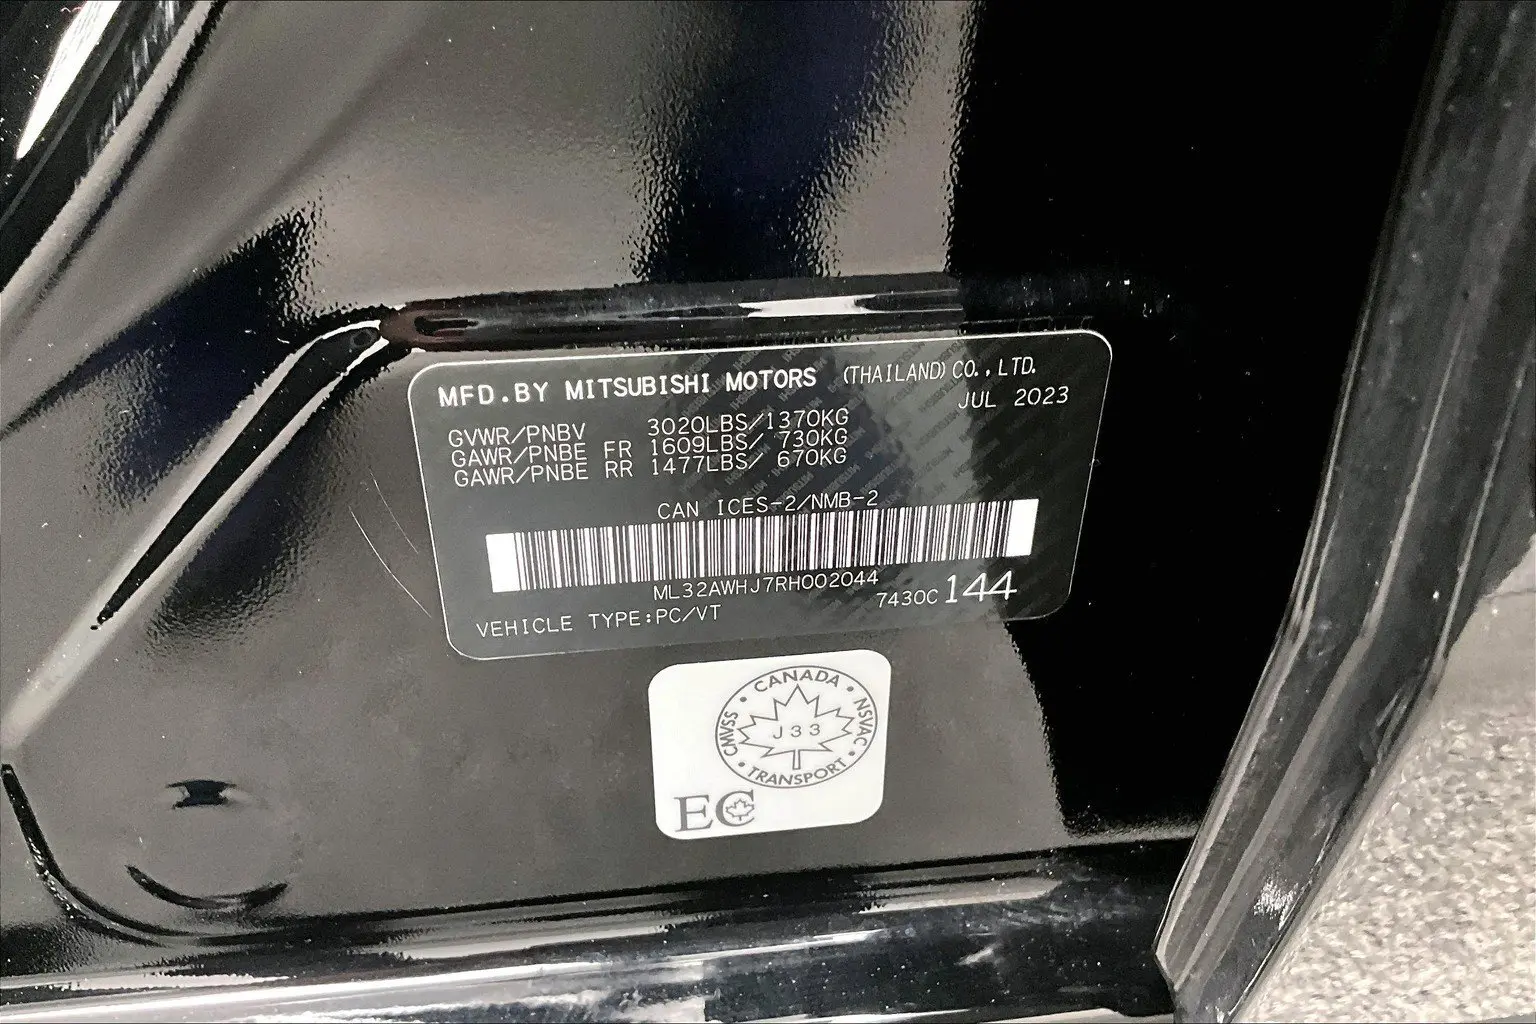 MFD.BY MITSUBISHI MOTORS (THAILAND) CO.,LTD.
JUL 2023
GVWR/PNBV 3020LBS/1370KG
GAWR/PNBE FR 1609LBS/ 730KG
GAWR/PNBE RR 1477LBS/ 670KG
CAN ICES-2/NMB-2
ML32AWHJ7RH002044
7430C 144
VEHICLE TYPE:PC/VT
CANADA
CMVSS
NSVAC
J33
TRANSPORT
EC